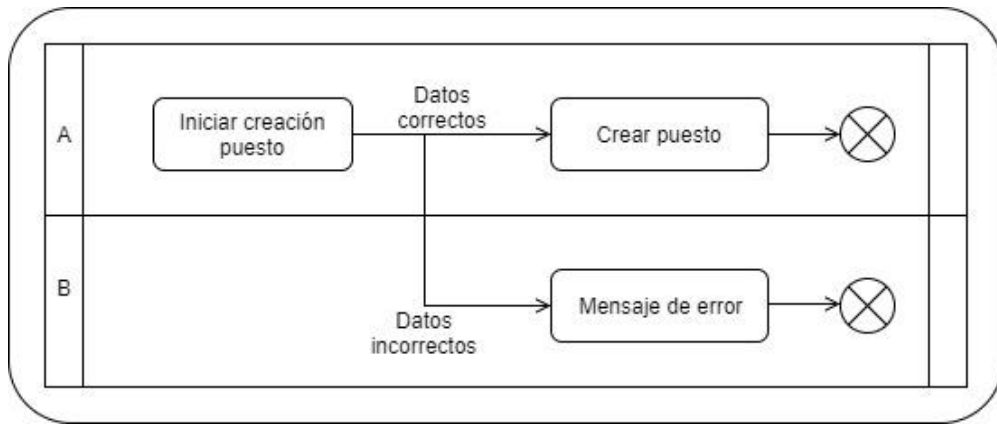 A
Iniciar creación
puesto
Datos
correctos
Crear puesto
B
Datos
incorrectos
Mensaje de error